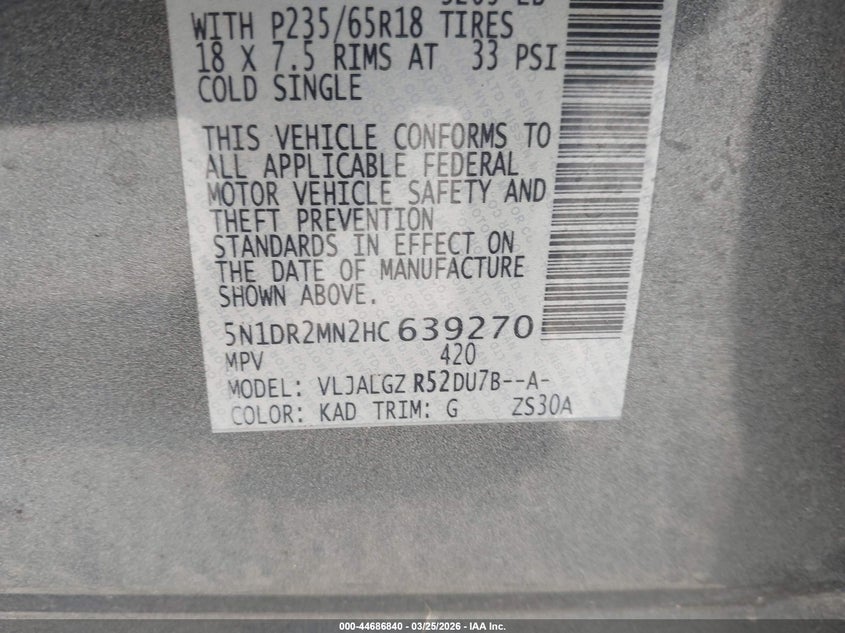 WITH P235/65R18 TIRES
18 X 7.5 RIMS AT 33 PSI
COLD SINGLE
THIS VEHICLE CONFORMS TO
ALL APPLICABLE FEDERAL
MOTOR VEHICLE SAFETY AND
THEFT PREVENTION
STANDARDS IN EFFECT ON
THE DATE OF MANUFACTURE
SHOWN ABOVE.
5N1DR2MN2HC 639270
MPV 420
MODEL: VLJALGZ R52DU7B--A-
COLOR: KAD TRIM: G ZS30A
000-44686840 - 03/25/2026 - IAA Inc.